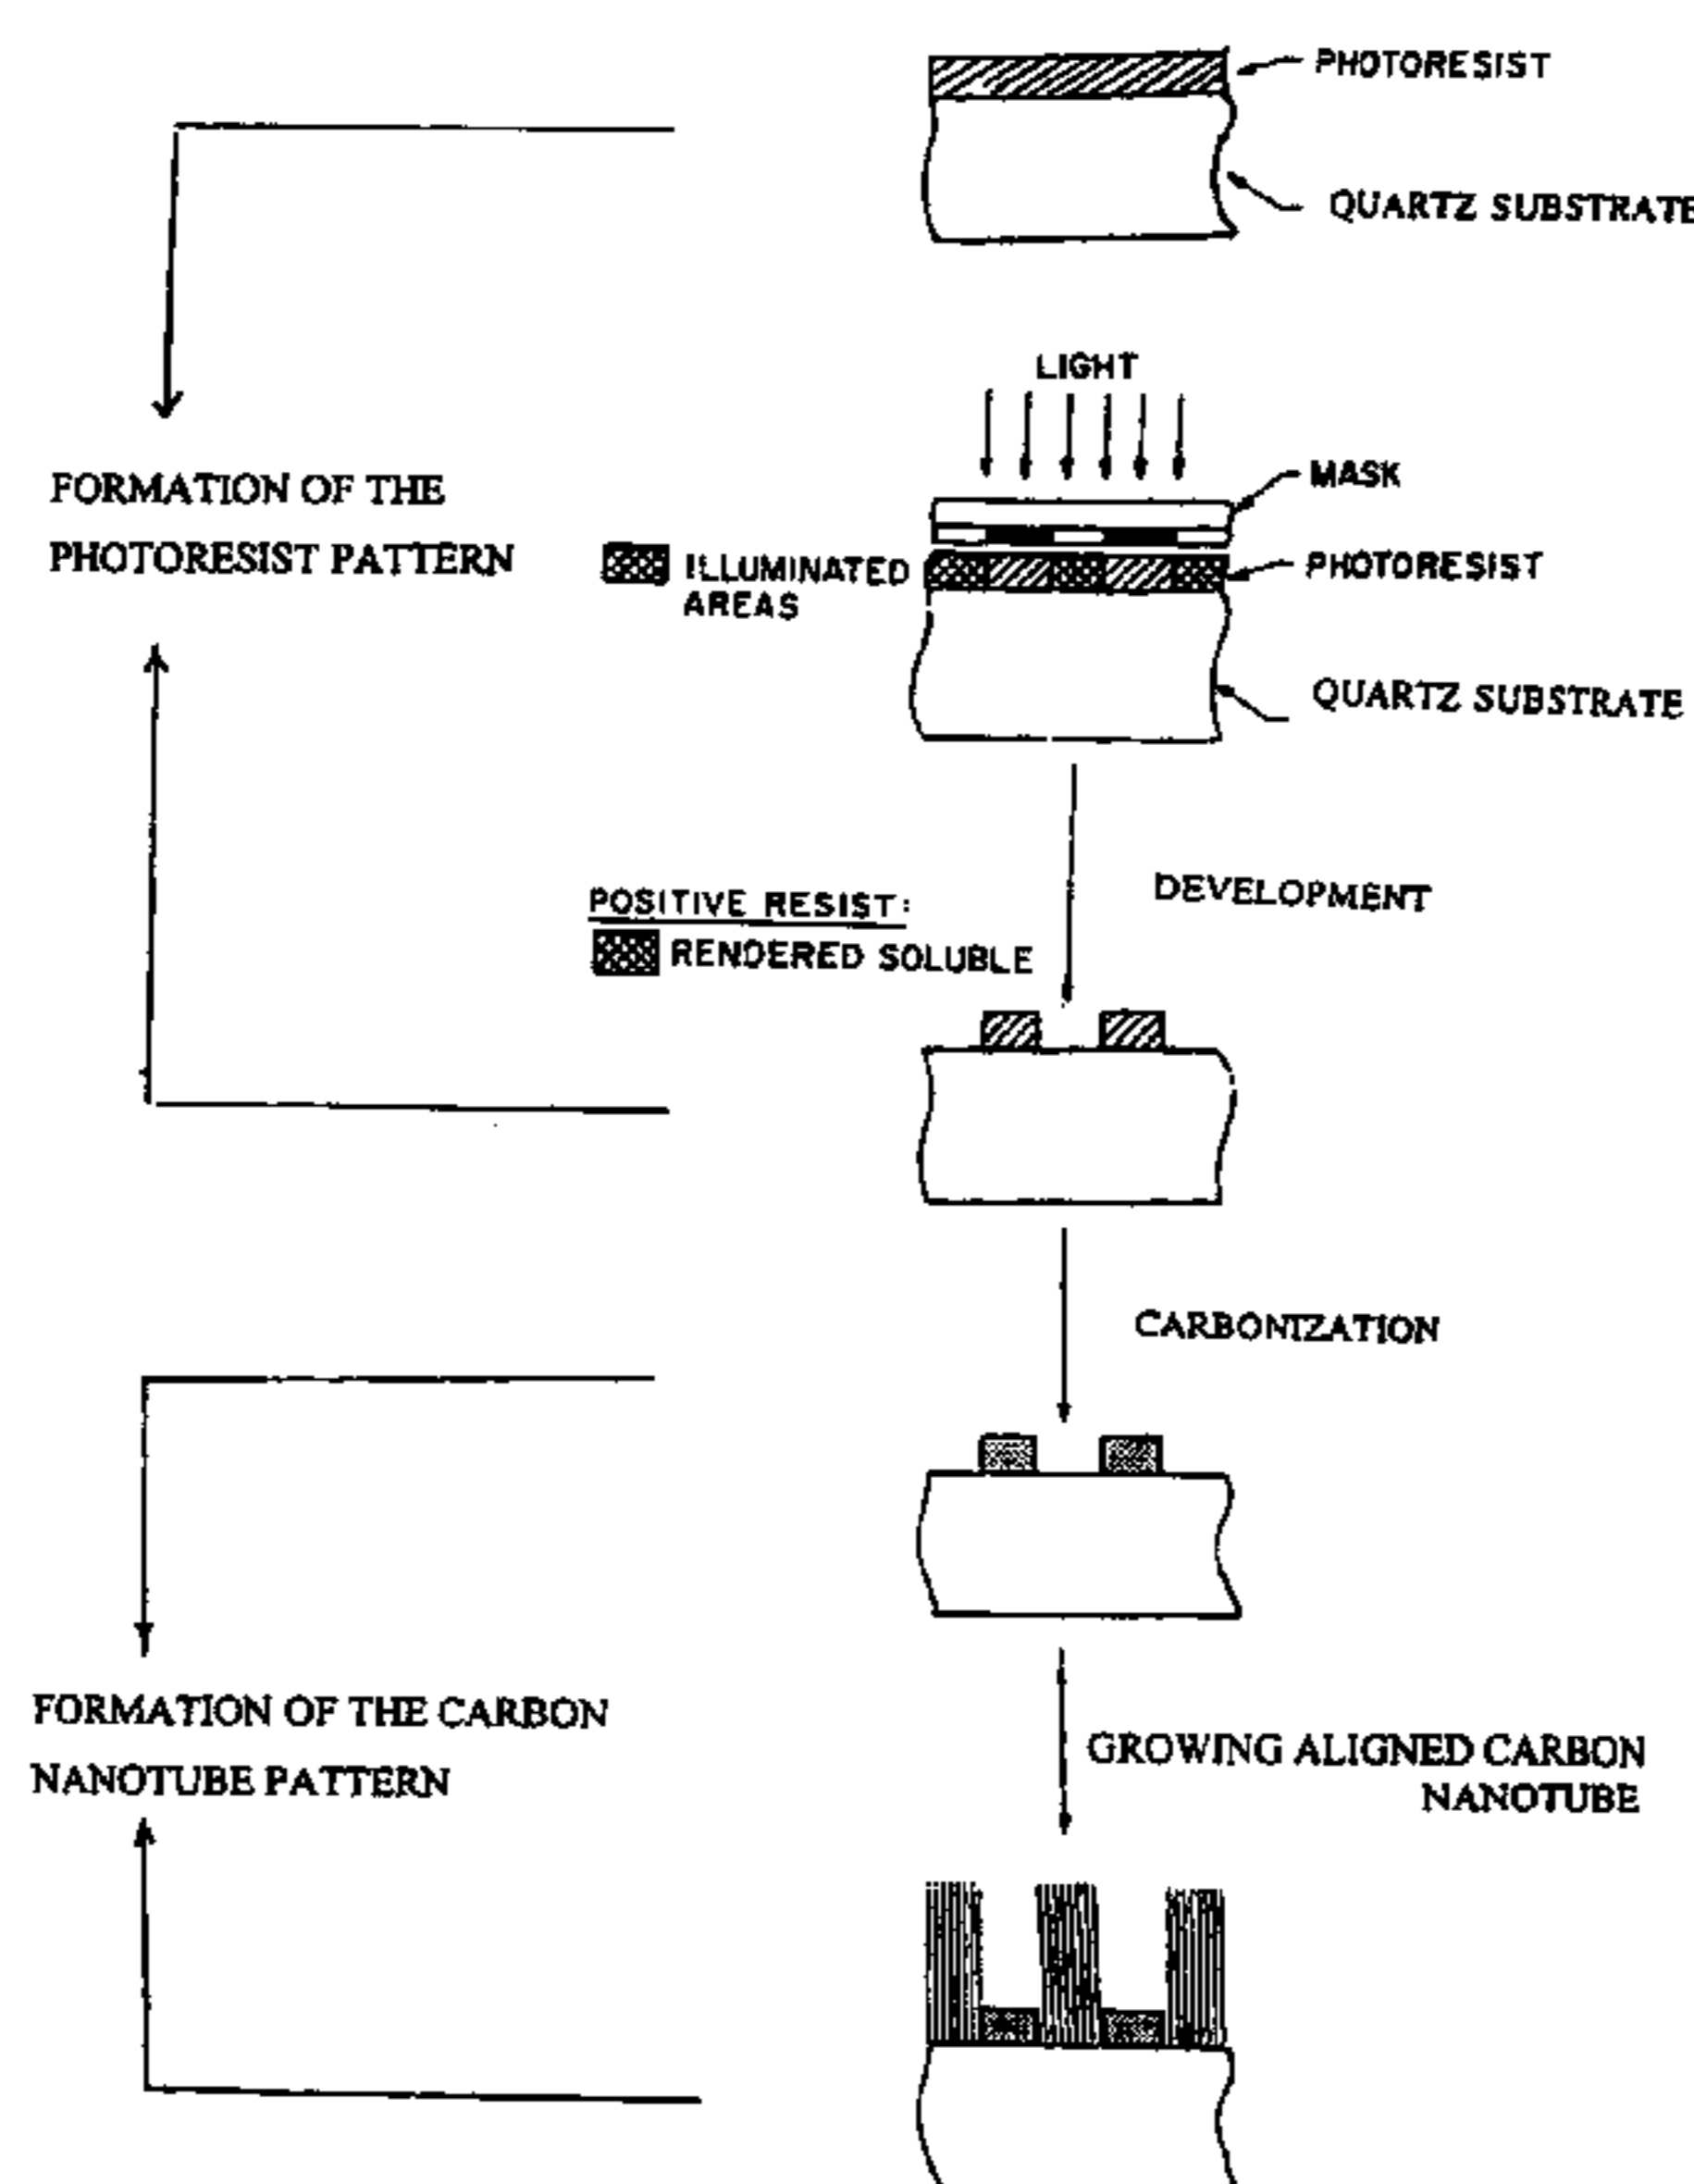 PHOTORESIST
QUARTZ SUBSTRATE
LIGHT
MASK
FORMATION OF THE
PHOTORESIST PATTERN
ILLUMINATED
AREAS
PHOTORESIST
QUARTZ SUBSTRATE
DEVELOPMENT
POSITIVE RESIST:
RENDERED SOLUBLE
CARBONIZATION
FORMATION OF THE CARBON
NANOTUBE PATTERN
GROWING ALIGNED CARBON
NANOTUBE